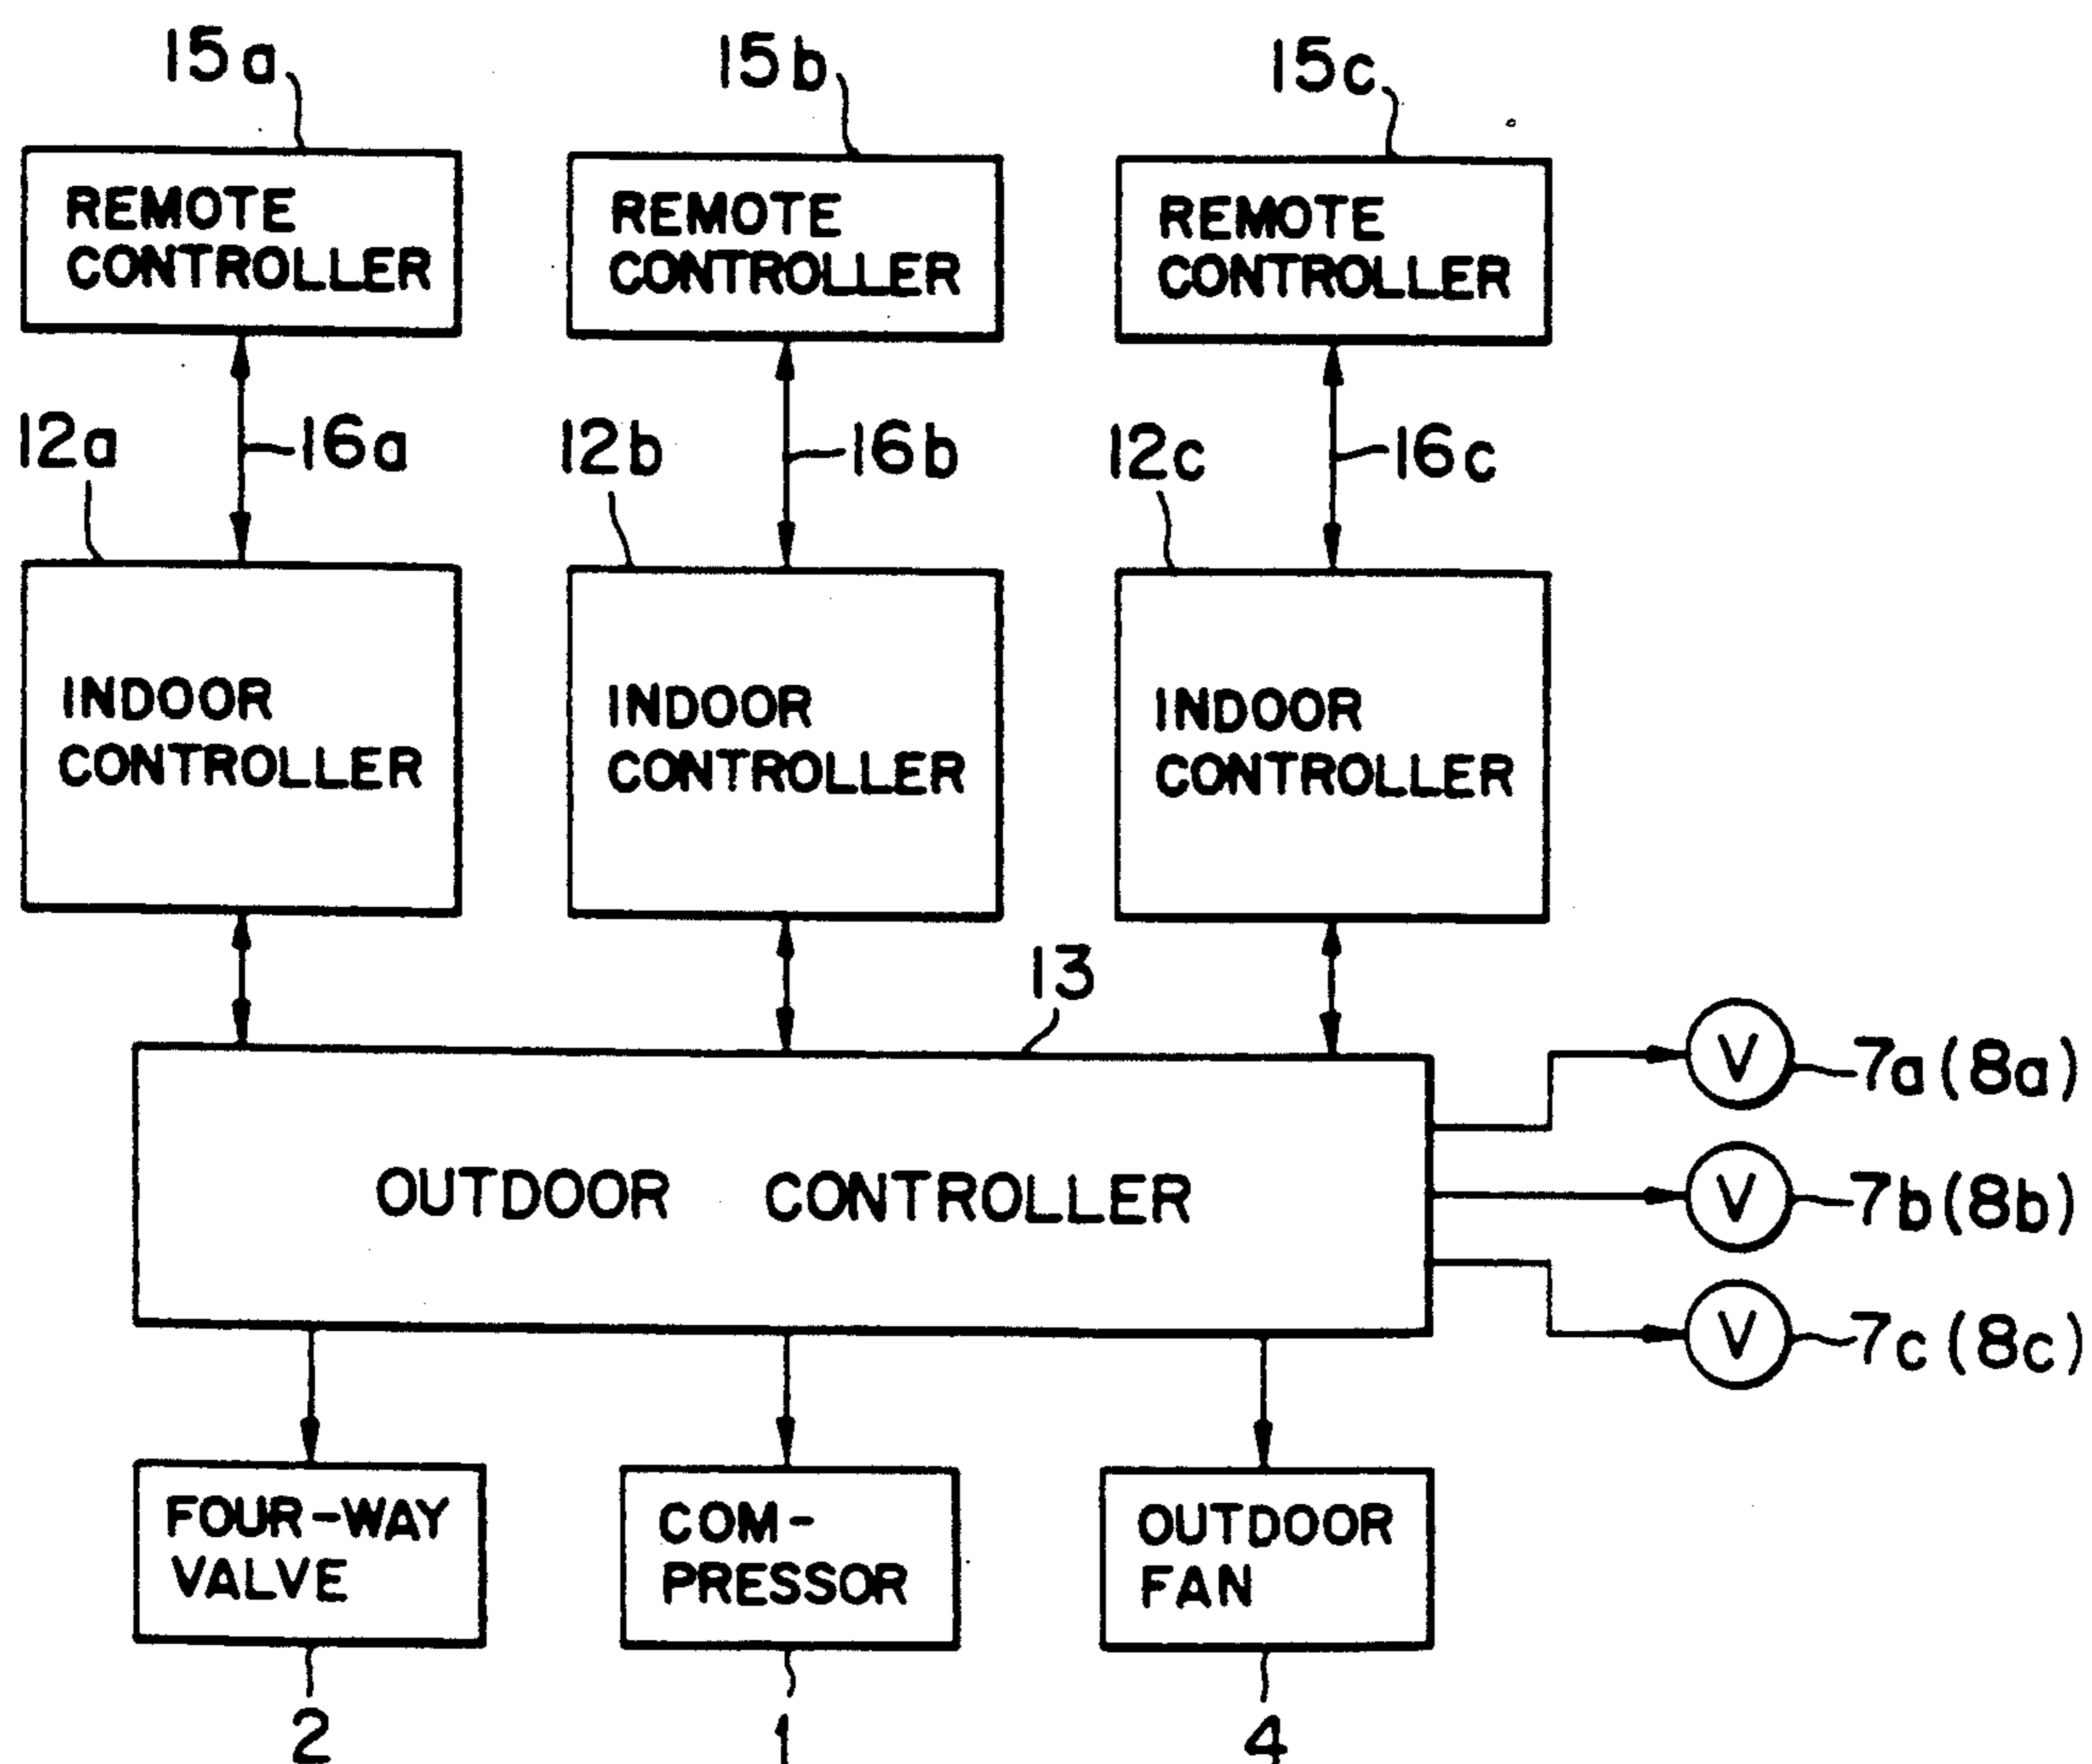 15a 15b 15c
REMOTE
CONTROLLER
REMOTE
CONTROLLER
REMOTE
CONTROLLER
12a 16a 12b 16b 12c 16c
INDOOR
CONTROLLER
INDOOR
CONTROLLER
INDOOR
CONTROLLER
13
OUTDOOR CONTROLLER
V 7a(8a)
V 7b(8b)
V 7c(8c)
FOUR-WAY
VALVE
COM-
PRESSOR
OUTDOOR
FAN
2 1 4